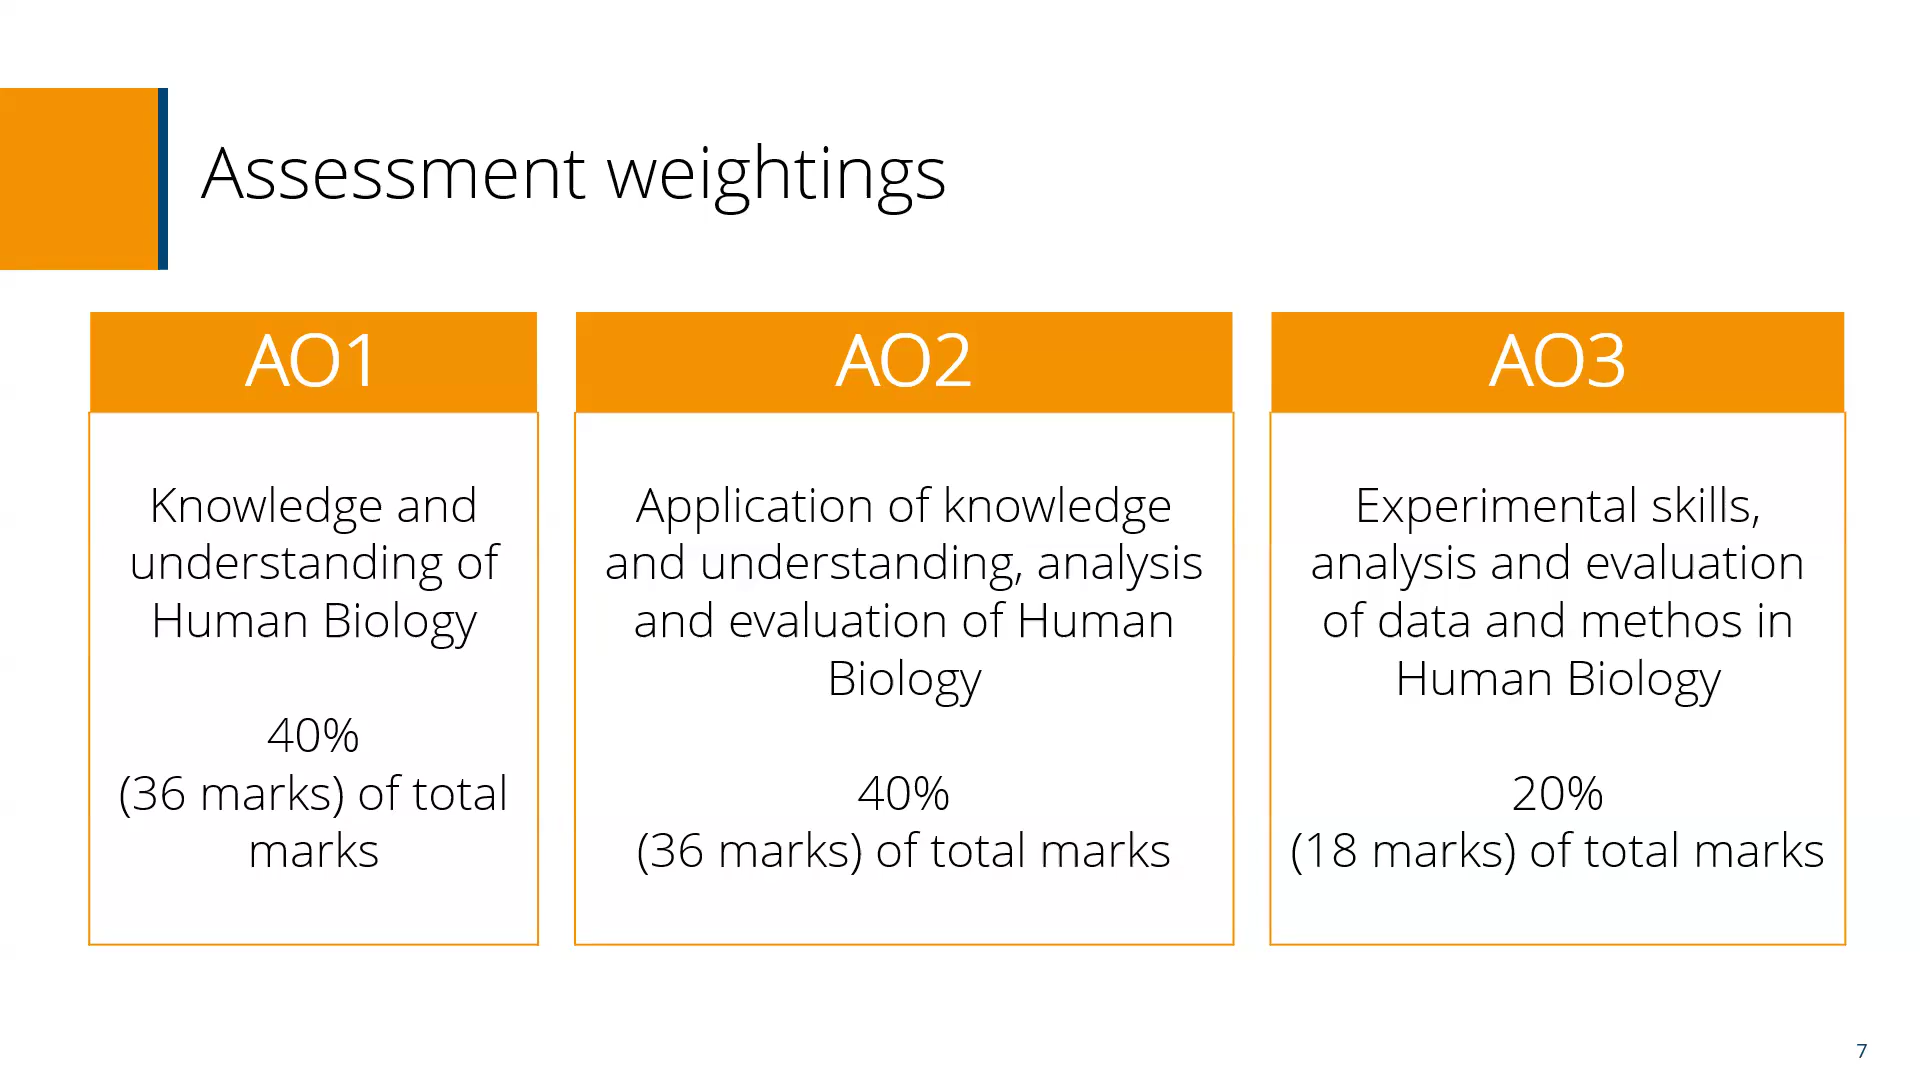 Assessment weightings
AO1
Knowledge and
understanding of
Human Biology
40%
(36 marks) of total
marks
AO2
Application of knowledge
and understanding, analysis
and evaluation of Human
Biology
40%
(36 marks) of total marks
AO3
Experimental skills,
analysis and evaluation
of data and methos in
Human Biology
20%
(18 marks) of total marks
7